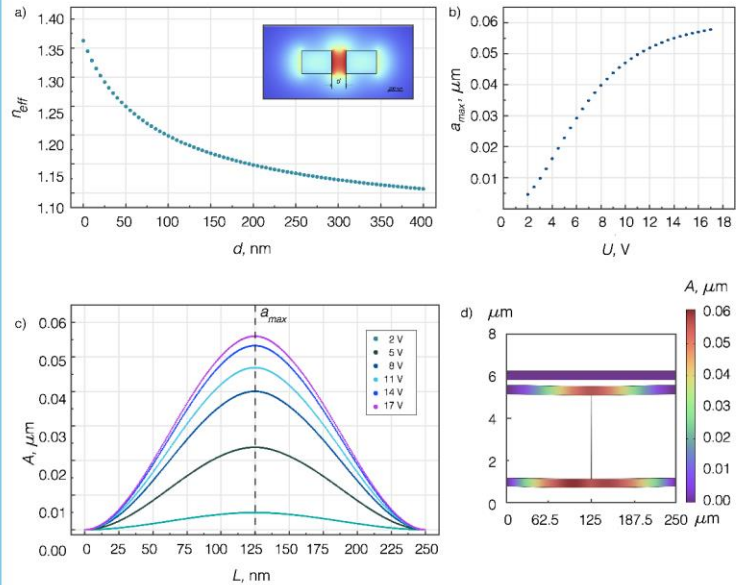 a)
1.40
1.35
1.30
1.25
1.20
1.15
1.10
n_eff
0 50 100 150 200 250 300 350 400
d, nm
d
b)
0.06
0.05
0.04
0.03
0.02
0.01
a_max, μm
0 2 4 6 8 10 12 14 16 18
U, V
c)
0.06
0.05
0.04
0.03
0.02
0.01
0.00
A, μm
a_max
2 V
5 V
8 V
11 V
14 V
17 V
0 25 50 75 100 125 150 175 200 225 250
L, nm
d)
μm
8
6
4
2
0
0 62.5 125 187.5 250 μm
A, μm
0.06
0.05
0.04
0.03
0.02
0.01
0.00